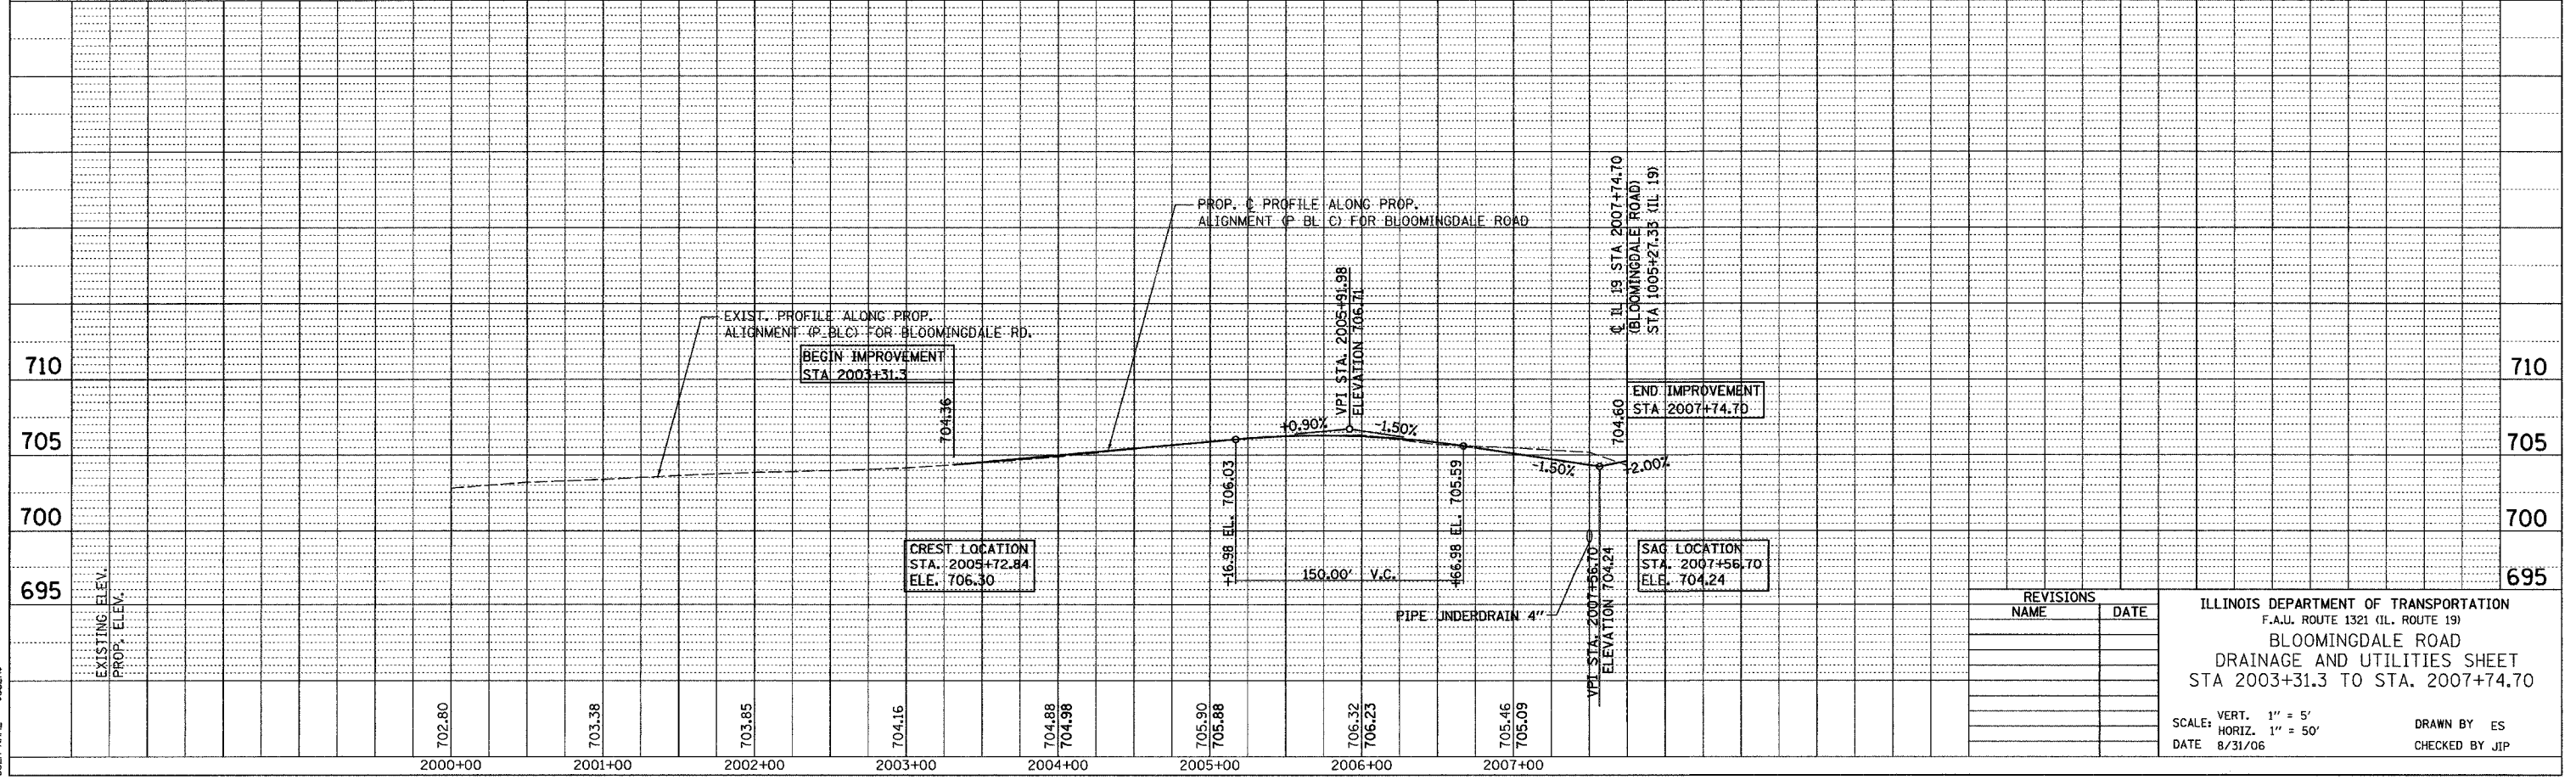 PROP. ℄ PROFILE ALONG PROP.
ALIGNMENT (P BL C) FOR BLOOMINGDALE ROAD
℄ IL 19 STA 2007+74.70
(BLOOMINGDALE ROAD)
STA 1005+27.33 (IL 19)
EXIST. PROFILE ALONG PROP.
ALIGNMENT (P_BLC) FOR BLOOMINGDALE RD.
BEGIN IMPROVEMENT
STA 2003+31.3
704.36
VPI STA. 2005+91.98
ELEVATION 706.71
+0.90%
-1.50%
-1.50%
+2.00%
704.60
END IMPROVEMENT
STA 2007+74.70
710
705
700
695
710
705
700
695
CREST LOCATION
STA. 2005+72.84
ELE. 706.30
+16.98 EL. 706.03
150.00' V.C.
+66.98 EL. 705.59
PIPE UNDERDRAIN 4"
VPI STA. 2007+56.70
ELEVATION 704.24
SAG LOCATION
STA. 2007+56.70
ELE. 704.24
EXISTING ELEV.
PROP. ELEV.
702.80
703.38
703.85
704.16
704.88
704.98
705.90
705.88
706.32
706.23
705.46
705.09
2000+00
2001+00
2002+00
2003+00
2004+00
2005+00
2006+00
2007+00
REVISIONS
NAME DATE
ILLINOIS DEPARTMENT OF TRANSPORTATION
F.A.U. ROUTE 1321 (IL. ROUTE 19)
BLOOMINGDALE ROAD
DRAINAGE AND UTILITIES SHEET
STA 2003+31.3 TO STA. 2007+74.70
SCALE: VERT. 1" = 5'
HORIZ. 1" = 50'
DATE 8/31/06
DRAWN BY ES
CHECKED BY JIP